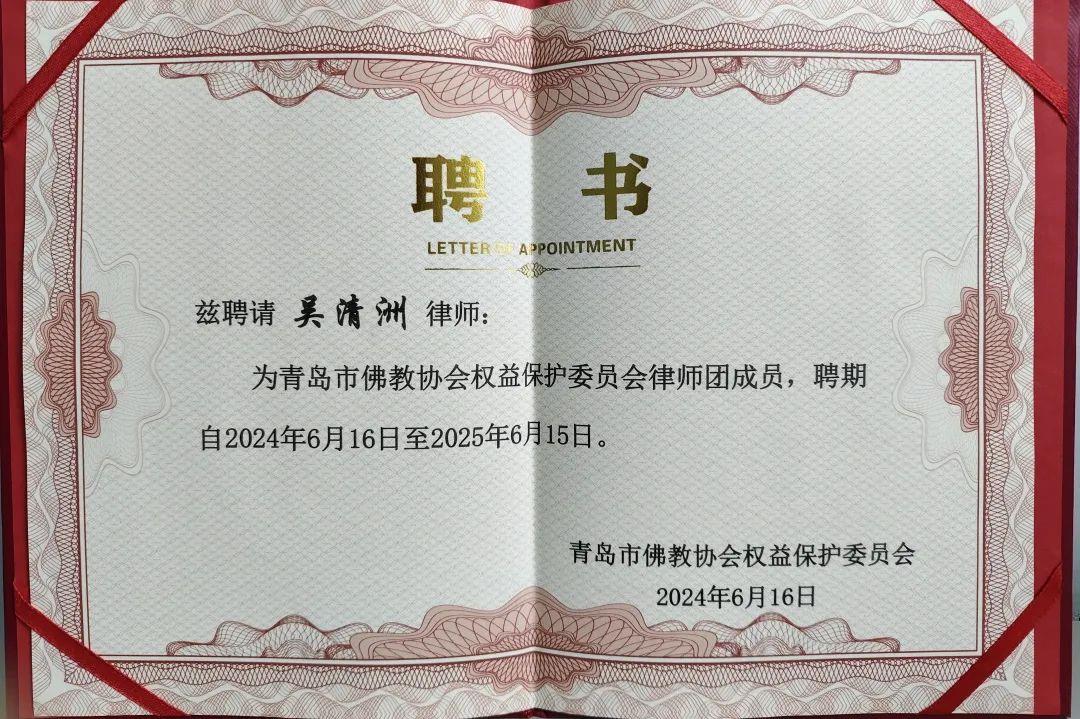 聘 书
LETTER OF APPOINTMENT
兹聘请 吴清洲 律师：
为青岛市佛教协会权益保护委员会律师团成员，聘期
自2024年6月16日至2025年6月15日。
青岛市佛教协会权益保护委员会
2024年6月16日